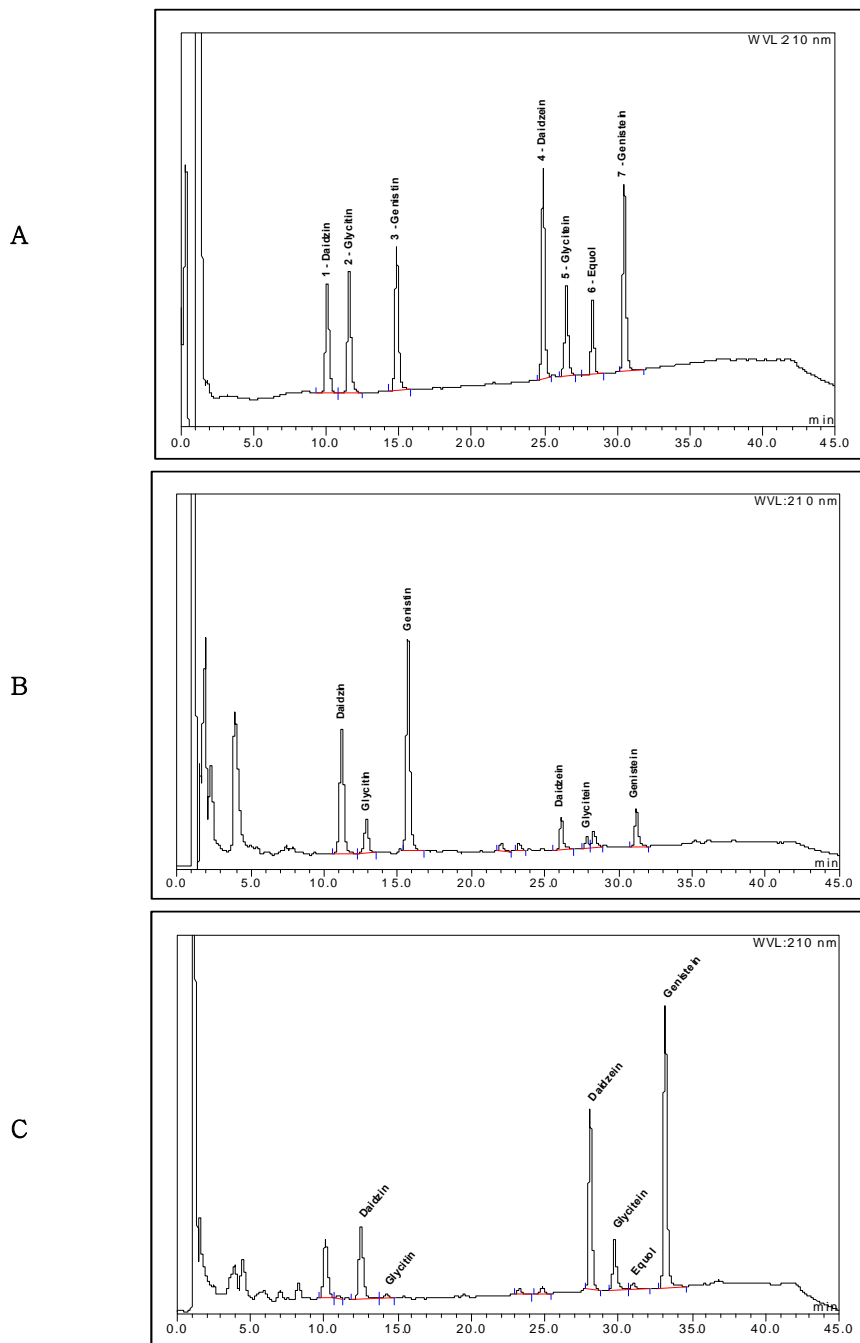 A
WVL:210 nm
1 - Daidzin
2 - Glycitin
3 - Genistin
4 - Daidzein
5 - Glycitein
6 - Equol
7 - Genistein
min
0.0 5.0 10.0 15.0 20.0 25.0 30.0 35.0 40.0 45.0
B
WVL:210 nm
Daidzin
Glycitin
Genistin
Daidzein
Glycitein
Genistein
min
0.0 5.0 10.0 15.0 20.0 25.0 30.0 35.0 40.0 45.0
C
WVL:210 nm
Daidzin
Glycitin
Daidzein
Glycitein
Equol
Genistein
min
0.0 5.0 10.0 15.0 20.0 25.0 30.0 35.0 40.0 45.0